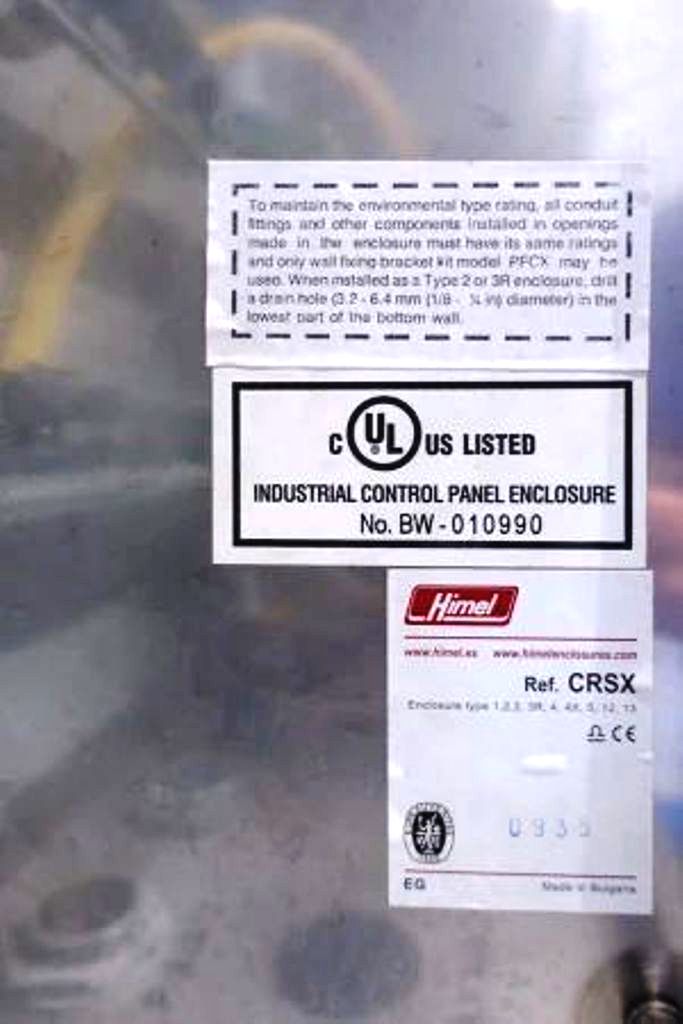 To maintain the environmental type rating, all conduit
fittings and other components installed in openings
made in the enclosure must have its same ratings
and only wall fixing bracket kit model PFCX may be
used. When installed as a Type 2 or 3R enclosure, drill
a drain hole (3.2 - 6.4 mm (1/8 - ¼ in) diameter) in the
lowest part of the bottom wall.
C UL US LISTED
INDUSTRIAL CONTROL PANEL ENCLOSURE
No. BW - 010990
Himel
www.himel.es www.himelenclosures.com
Ref. CRSX
Enclosure type 1,2,3, 3R, 4, 4X, 5, 12, 13
CE
0935
EG Made in Bulgaria